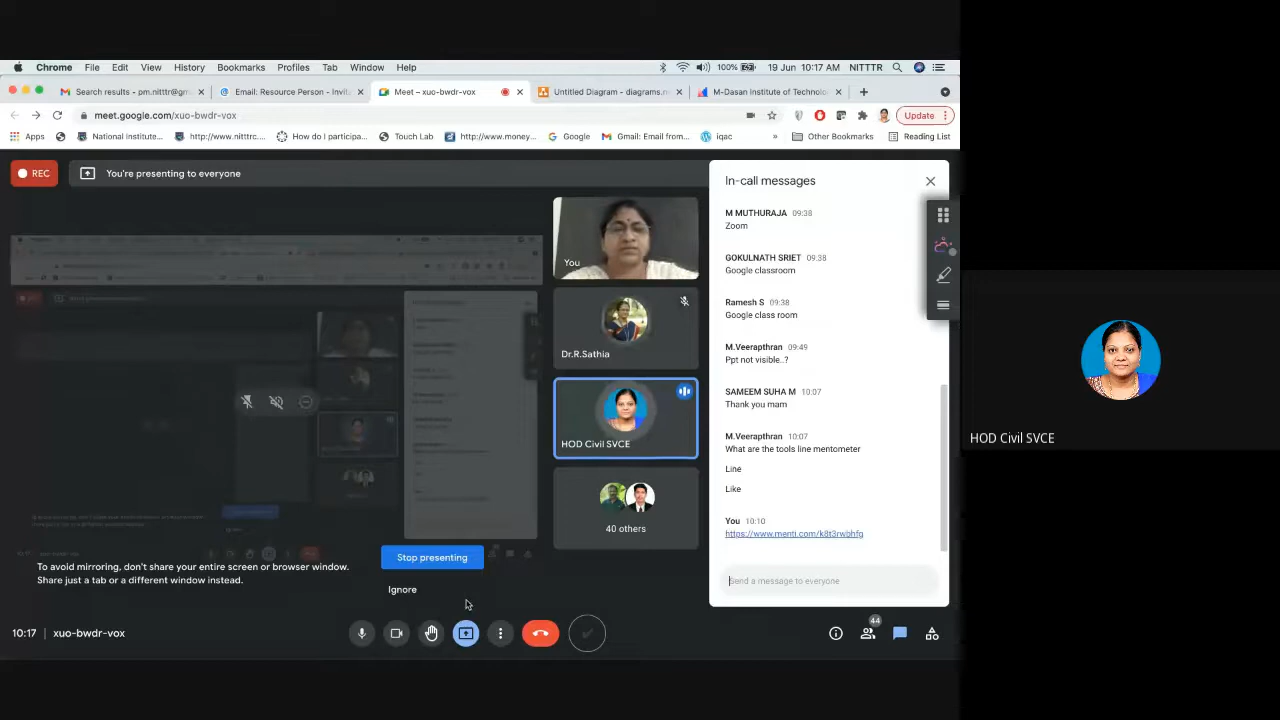 Chrome File Edit View History Bookmarks Profiles Tab Window Help 100% 19 Jun 10:17 AM NITTTR
Search results - pm.nitttr@gm
Email: Resource Person - Invita
Meet – xuo-bwdr-vox
Untitled Diagram - diagrams.n
M-Dasan Institute of Technolo
meet.google.com/xuo-bwdr-vox
Update
Apps
National Institute...
http://www.nitttrc....
How do I participa...
Touch Lab
http://www.money...
Google
Gmail: Email from...
iqac
»
Other Bookmarks
Reading List
REC
You're presenting to everyone
In-call messages
M MUTHURAJA 09:38
Zoom
GOKULNATH SRIET 09:38
Google classroom
Ramesh S 09:38
Google class room
M.Veerapthran 09:49
Ppt not visible..?
SAMEEM SUHA M 10:07
Thank you mam
M.Veerapthran 10:07
What are the tools line mentometer
Line
Like
You 10:10
https://www.menti.com/k8t3rwbhfg
Send a message to everyone
You
Dr.R.Sathia
HOD Civil SVCE
40 others
Stop presenting
To avoid mirroring, don't share your entire screen or browser window.
Share just a tab or a different window instead.
Ignore
10:17 | xuo-bwdr-vox
44
HOD Civil SVCE